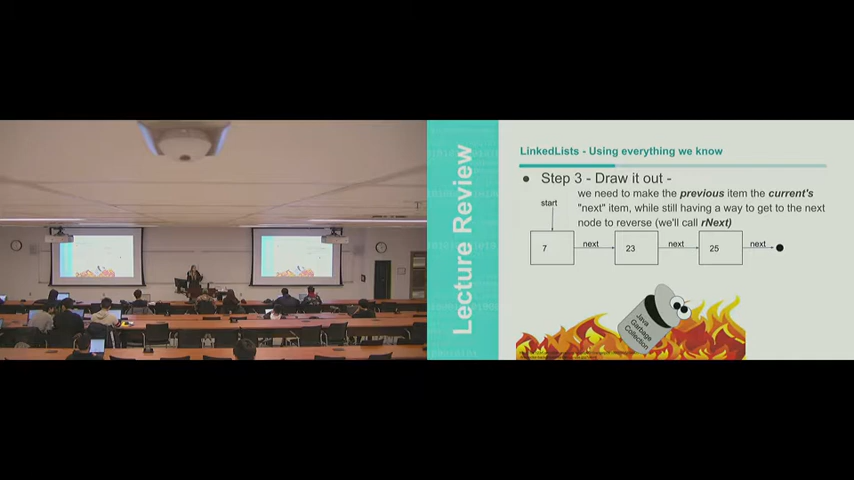 Lecture Review
LinkedLists - Using everything we know
● Step 3 - Draw it out -
we need to make the previous item the current's
"next" item, while still having a way to get to the next
node to reverse (we'll call rNext)
start
7 next 23 next 25 next
Java
Garbage
Collection